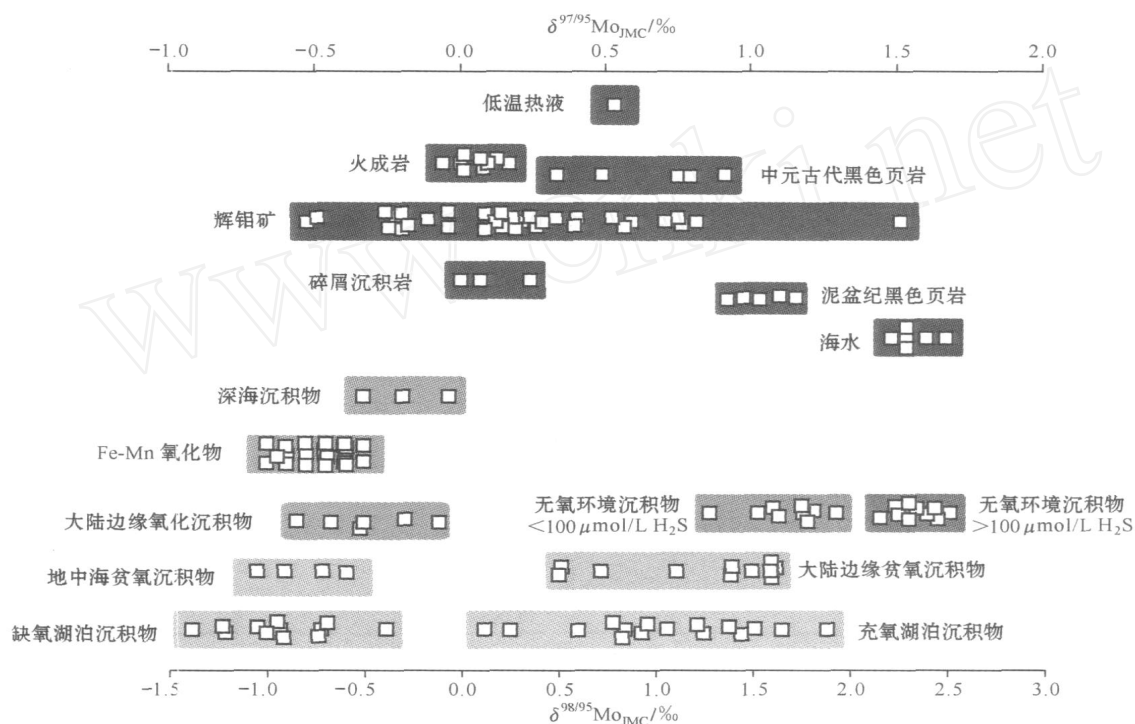 δ97/95MoJMC/‰
−1.0 −0.5 0.0 0.5 1.0 1.5 2.0
低温热液
火成岩
中元古代黑色页岩
辉钼矿
碎屑沉积岩
泥盆纪黑色页岩
海水
深海沉积物
Fe-Mn 氧化物
大陆边缘氧化沉积物
无氧环境沉积物
<100 μmol/L H2S
无氧环境沉积物
>100 μmol/L H2S
地中海贫氧沉积物
大陆边缘贫氧沉积物
缺氧湖泊沉积物
充氧湖泊沉积物
−1.5 −1.0 −0.5 0.0 0.5 1.0 1.5 2.0 2.5 3.0
δ98/95MoJMC/‰
www.cnki.net